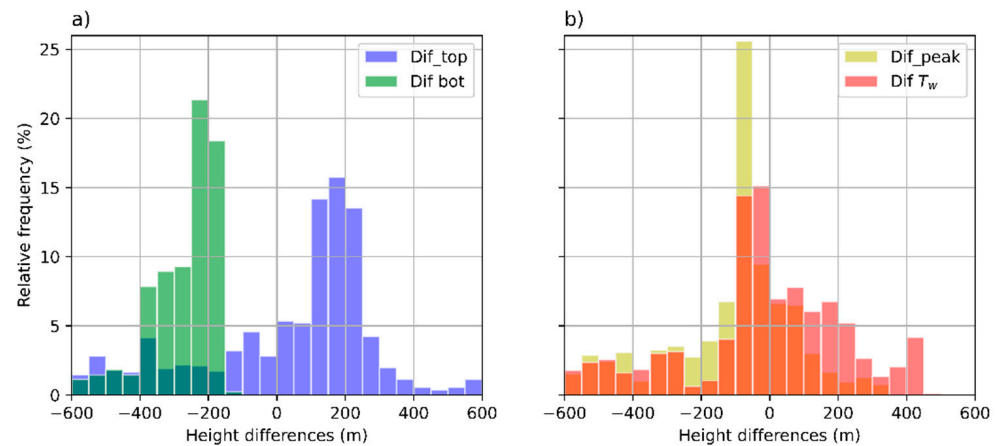 a)
b)
25
20
15
10
5
0
Relative frequency (%)
Dif_top
Dif bot
Dif_peak
Dif T_w
−600 −400 −200 0 200 400 600
−600 −400 −200 0 200 400 600
Height differences (m)
Height differences (m)